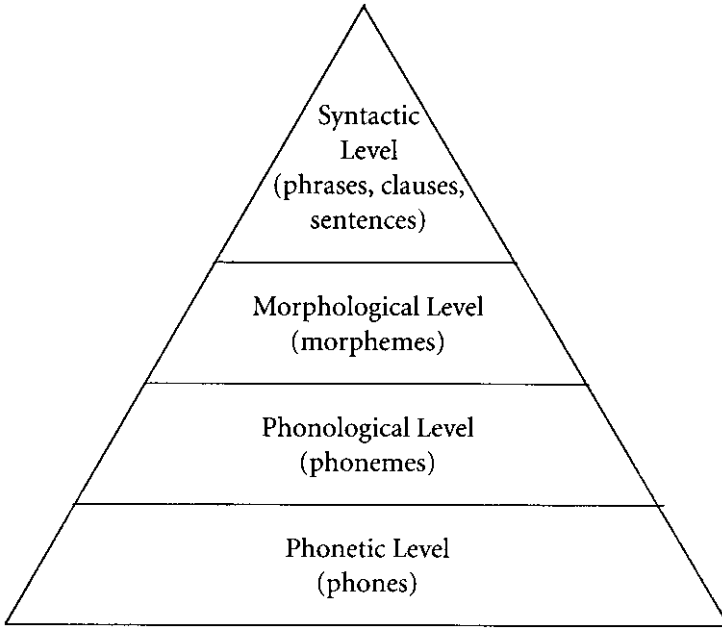 Syntactic
Level
(phrases, clauses,
sentences)
Morphological Level
(morphemes)
Phonological Level
(phonemes)
Phonetic Level
(phones)